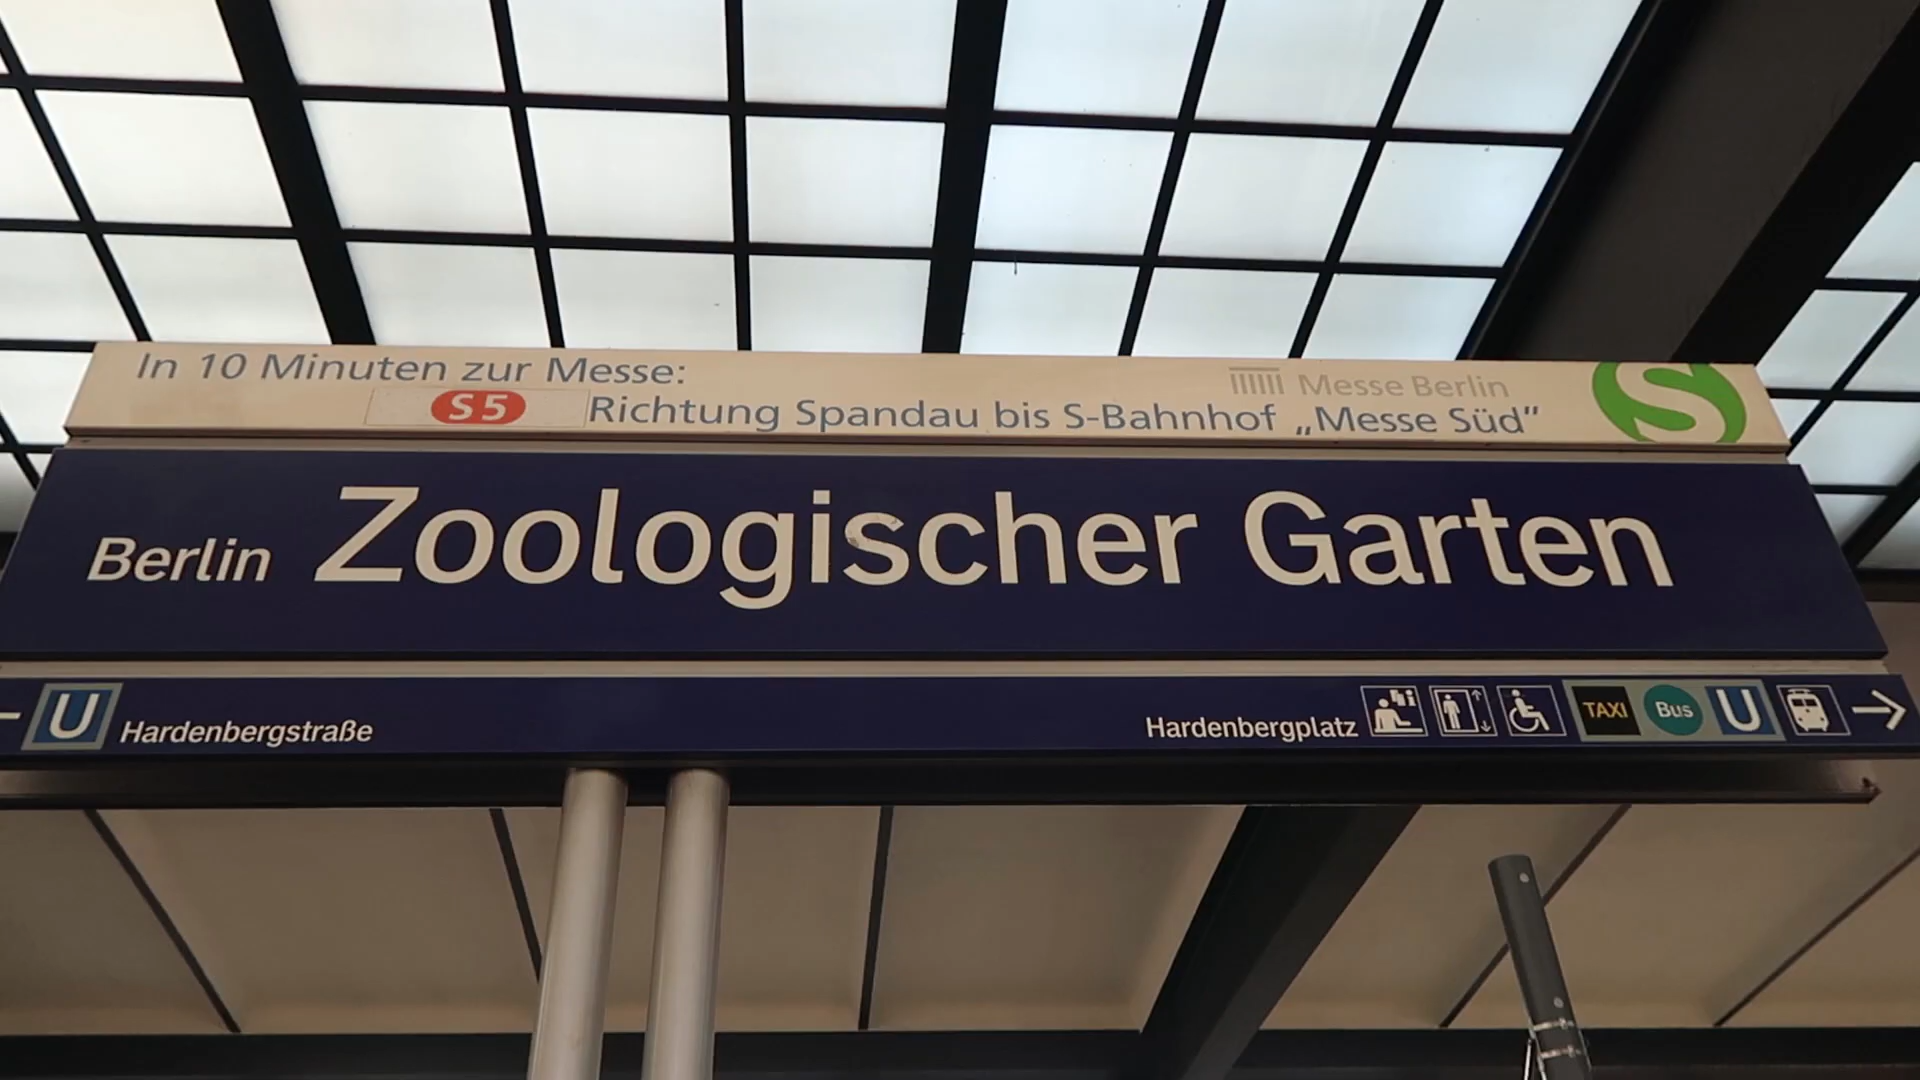 In 10 Minuten zur Messe:
Messe Berlin
S5 Richtung Spandau bis S-Bahnhof „Messe Süd"
S
Berlin Zoologischer Garten
U Hardenbergstraße
Hardenbergplatz TAXI Bus U